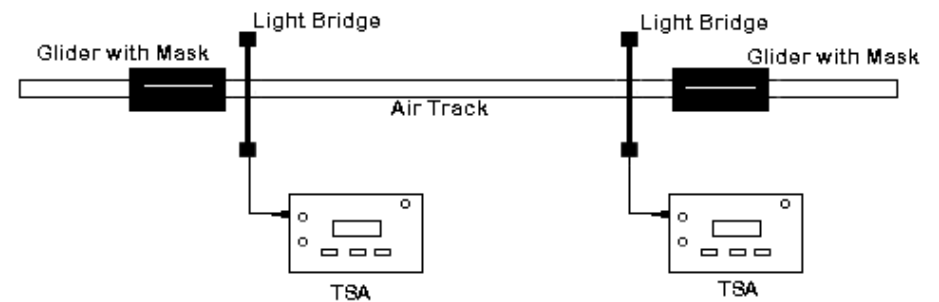 Light Bridge
Light Bridge
Glider with Mask
Glider with Mask
Air Track
TSA
TSA